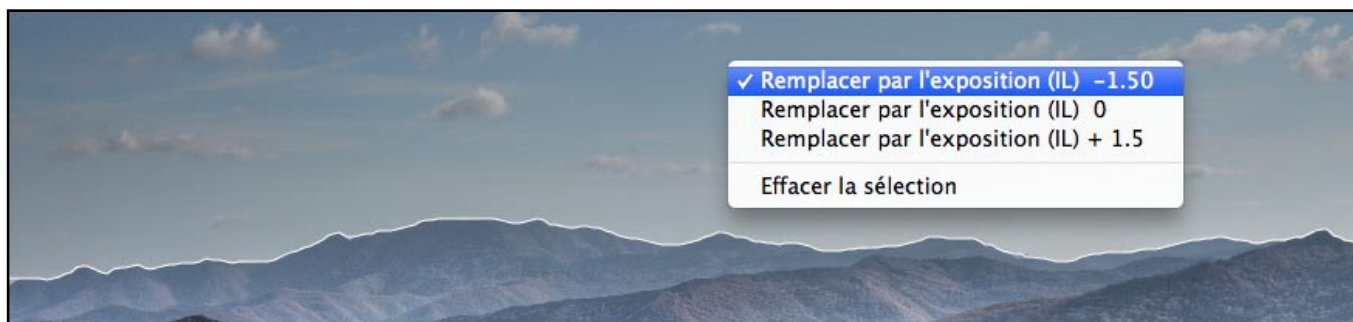 ✓ Remplacer par l'exposition (IL) -1.50
Remplacer par l'exposition (IL) 0
Remplacer par l'exposition (IL) + 1.5
Effacer la sélection